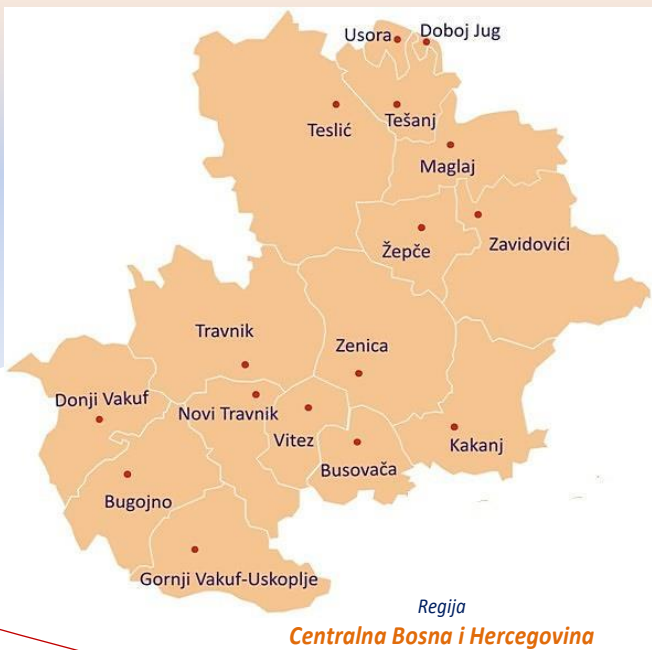 Usora
Doboj Jug
Teslić
Tešanj
Maglaj
Žepče
Zavidovići
Travnik
Zenica
Donji Vakuf
Novi Travnik
Vitez
Kakanj
Busovača
Bugojno
Gornji Vakuf-Uskoplje
Regija
Centralna Bosna i Hercegovina